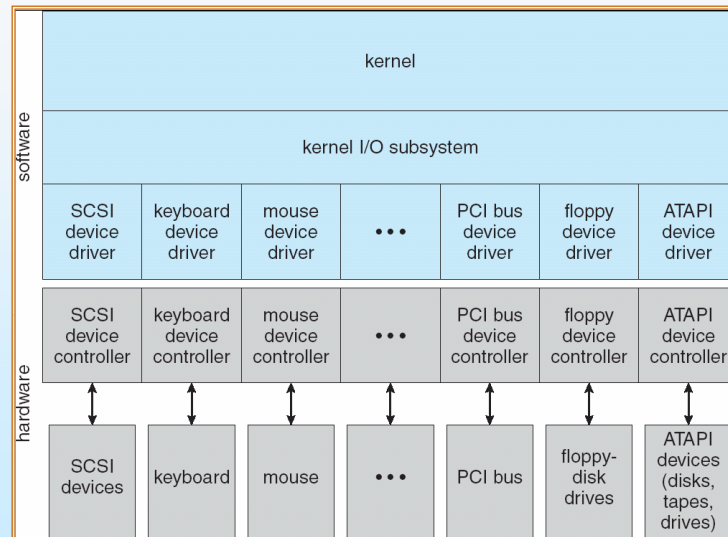 kernel
software
kernel I/O subsystem
SCSI
device
driver
keyboard
device
driver
mouse
device
driver
•••
PCI bus
device
driver
floppy
device
driver
ATAPI
device
driver
hardware
SCSI
device
controller
keyboard
device
controller
mouse
device
controller
•••
PCI bus
device
controller
floppy
device
controller
ATAPI
device
controller
SCSI
devices
keyboard
mouse
•••
PCI bus
floppy-
disk
drives
ATAPI
devices
(disks,
tapes,
drives)